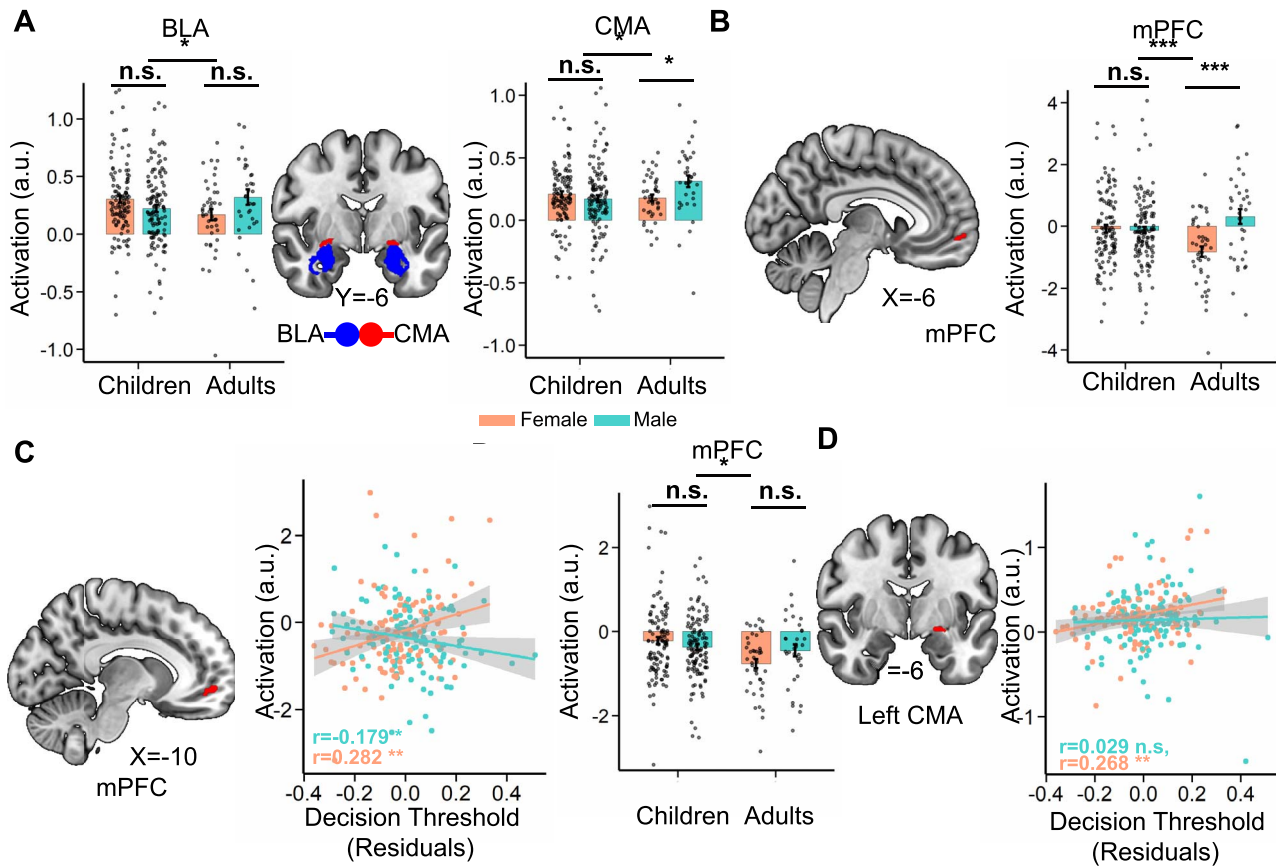 A
BLA
*
n.s.
n.s.
Activation (a.u.)
1.0
0.5
0.0
-0.5
-1.0
Children
Adults
Y=-6
BLA
CMA
CMA
*
n.s.
*
Activation (a.u.)
1.0
0.5
0.0
-0.5
-1.0
Children
Adults
B
mPFC
***
n.s.
***
X=-6
mPFC
Activation (a.u.)
4
2
0
-2
-4
Children
Adults
Female
Male
C
X=-10
mPFC
Activation (a.u.)
2
0
-2
r=-0.179**
r=0.282 **
-0.4
-0.2
0.0
0.2
0.4
Decision Threshold
(Residuals)
mPFC
*
n.s.
n.s.
Activation (a.u.)
2
0
-2
Children
Adults
D
=-6
Left CMA
Activation (a.u.)
1
0
-1
r=0.029 n.s,
r=0.268 **
-0.4
-0.2
0.0
0.2
0.4
Decision Threshold
(Residuals)